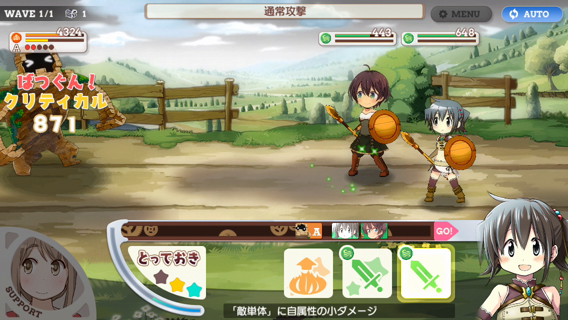 WAVE 1/1 1
通常攻撃
MENU
AUTO
4324
A
443
648
ばつぐん!
クリティカル
871
A
GO!
とっておき
SUPPORT
「敵単体」に自属性の小ダメージ